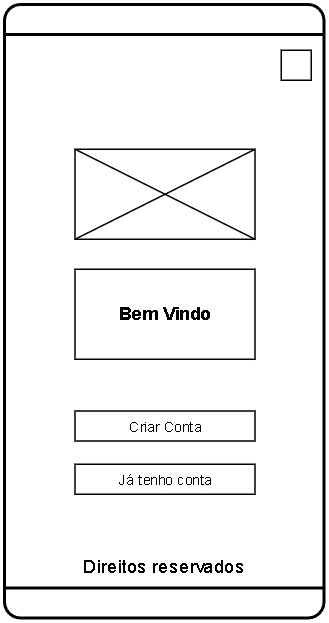 Bem Vindo
Criar Conta
Já tenho conta
Direitos reservados